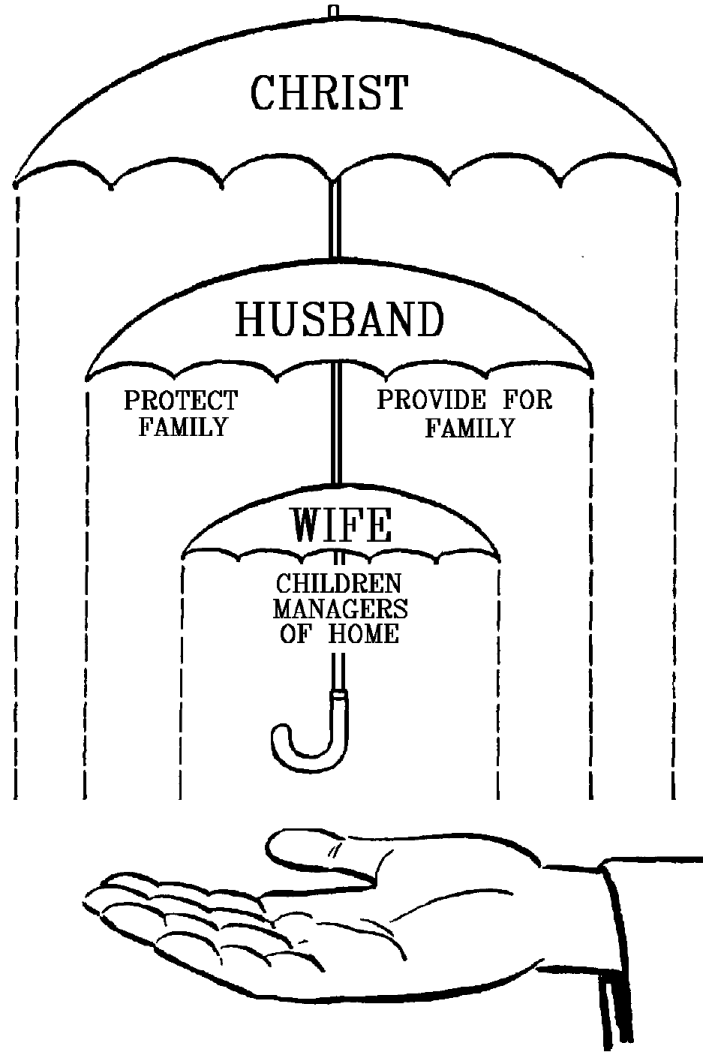 CHRIST
HUSBAND
PROTECT
FAMILY
PROVIDE FOR
FAMILY
WIFE
CHILDREN
MANAGERS
OF HOME